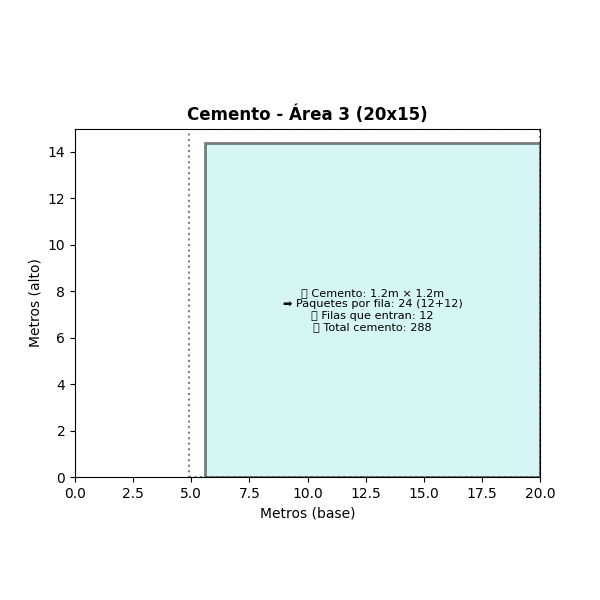 Cemento - Área 3 (20x15)
Metros (alto)
14
12
10
8
6
4
2
0
Cemento: 1.2m × 1.2m
➡ Paquetes por fila: 24 (12+12)
Filas que entran: 12
Total cemento: 288
0.0 2.5 5.0 7.5 10.0 12.5 15.0 17.5 20.0
Metros (base)